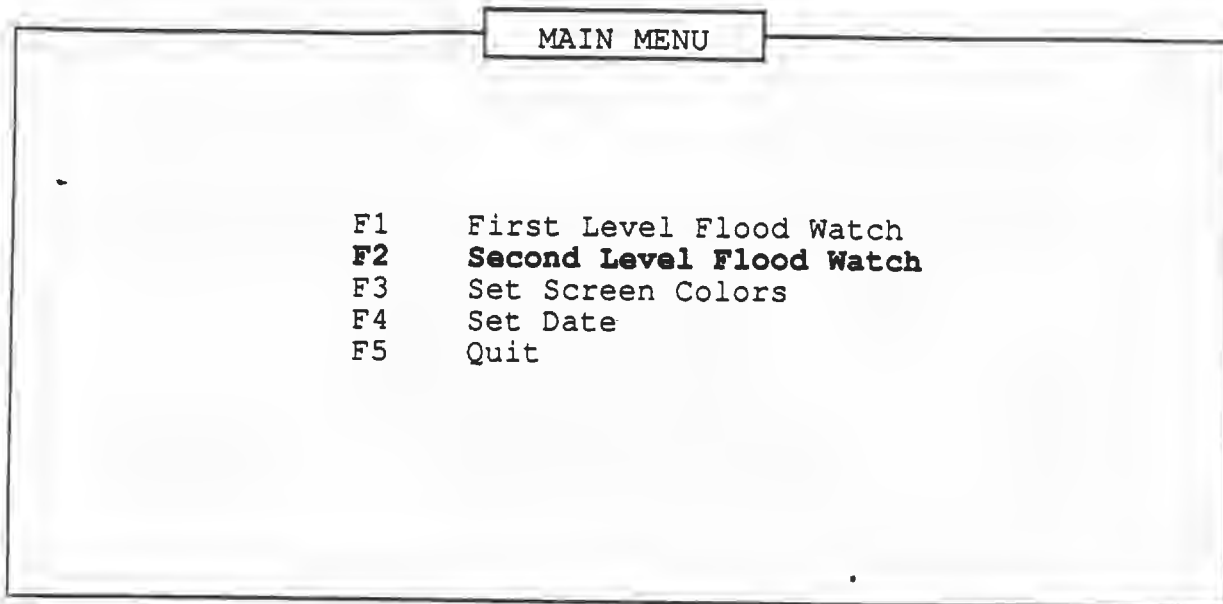 MAIN MENU
F1 First Level Flood Watch
F2 Second Level Flood Watch
F3 Set Screen Colors
F4 Set Date
F5 Quit